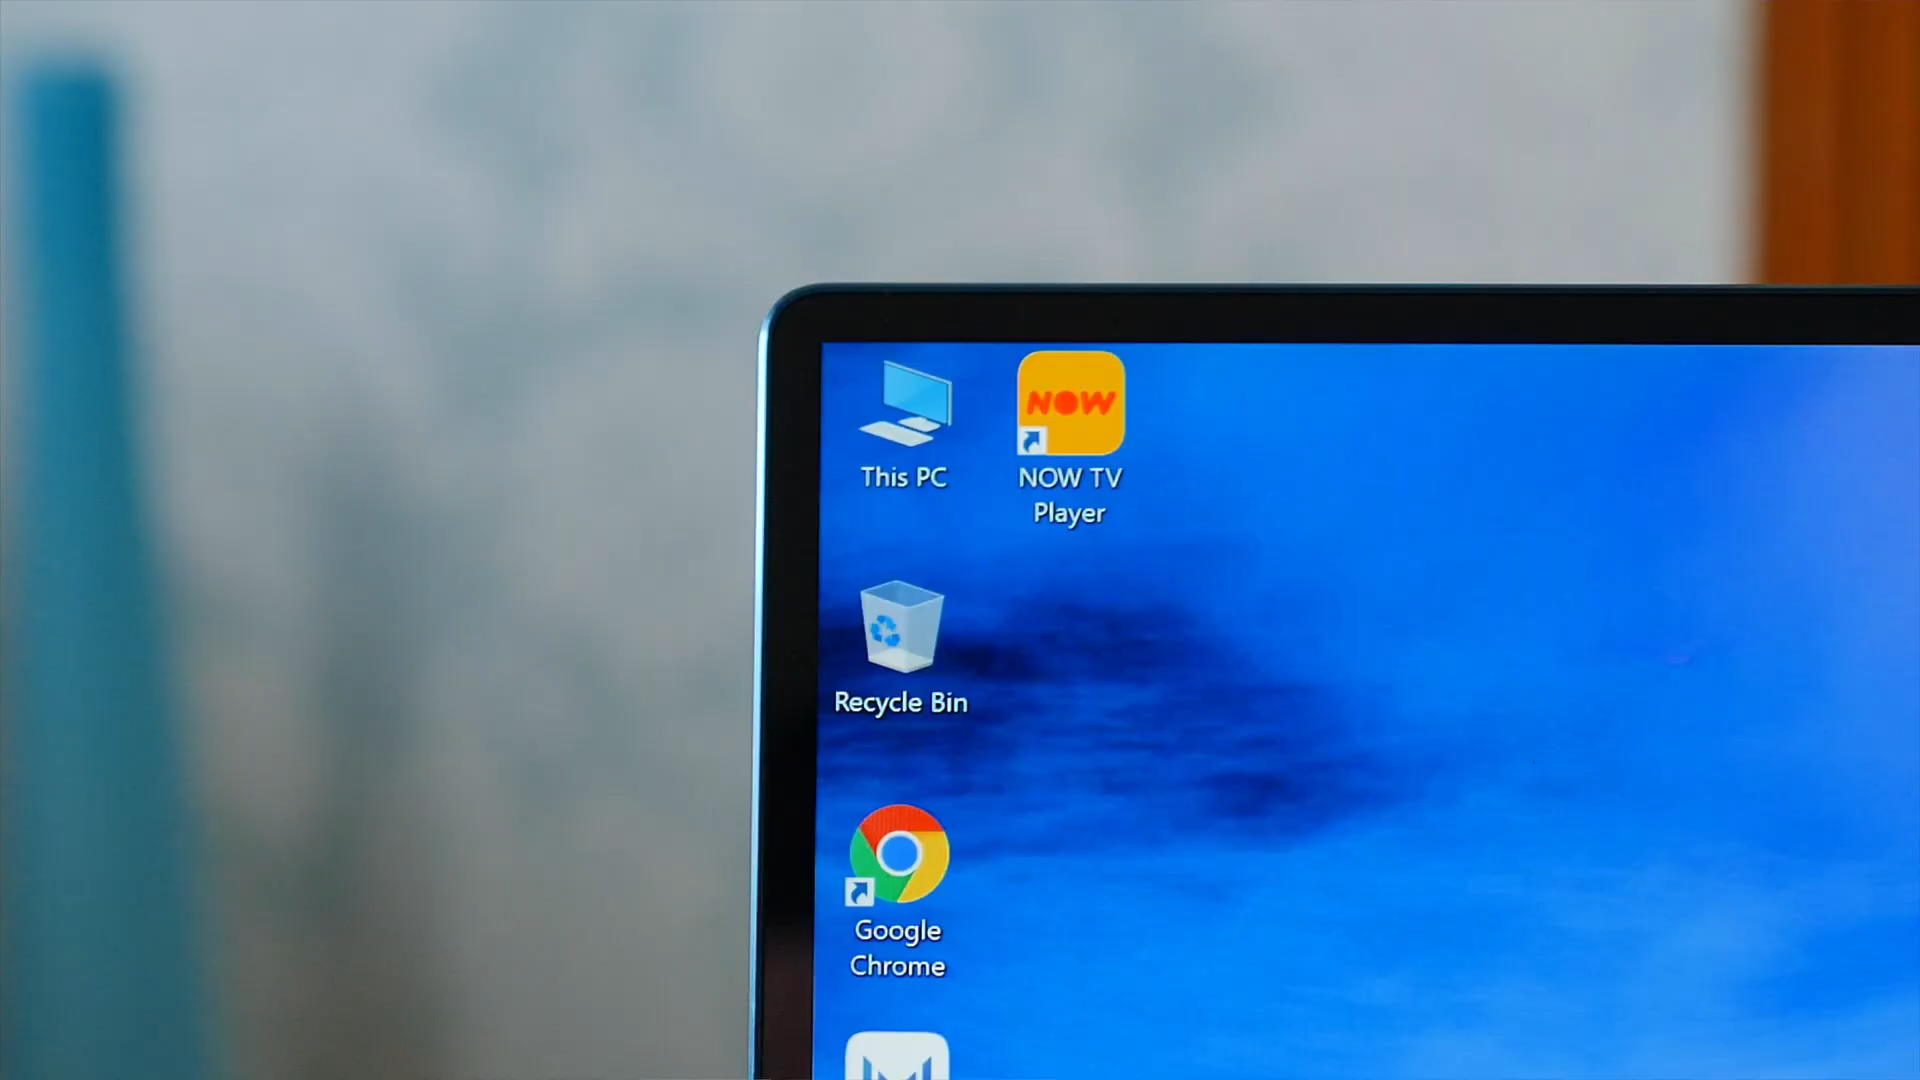 This PC
NOW
NOW TV
Player
Recycle Bin
Google
Chrome